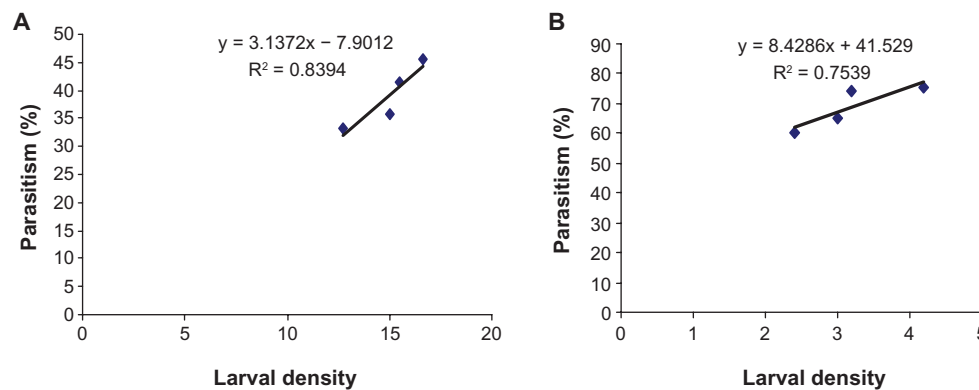 A
y = 3.1372x − 7.9012
R² = 0.8394
Parasitism (%)
50
45
40
35
30
25
20
15
10
5
0
0 5 10 15 20
Larval density
B
y = 8.4286x + 41.529
R² = 0.7539
Parasitism (%)
90
80
70
60
50
40
30
20
10
0
0 1 2 3 4 5
Larval density